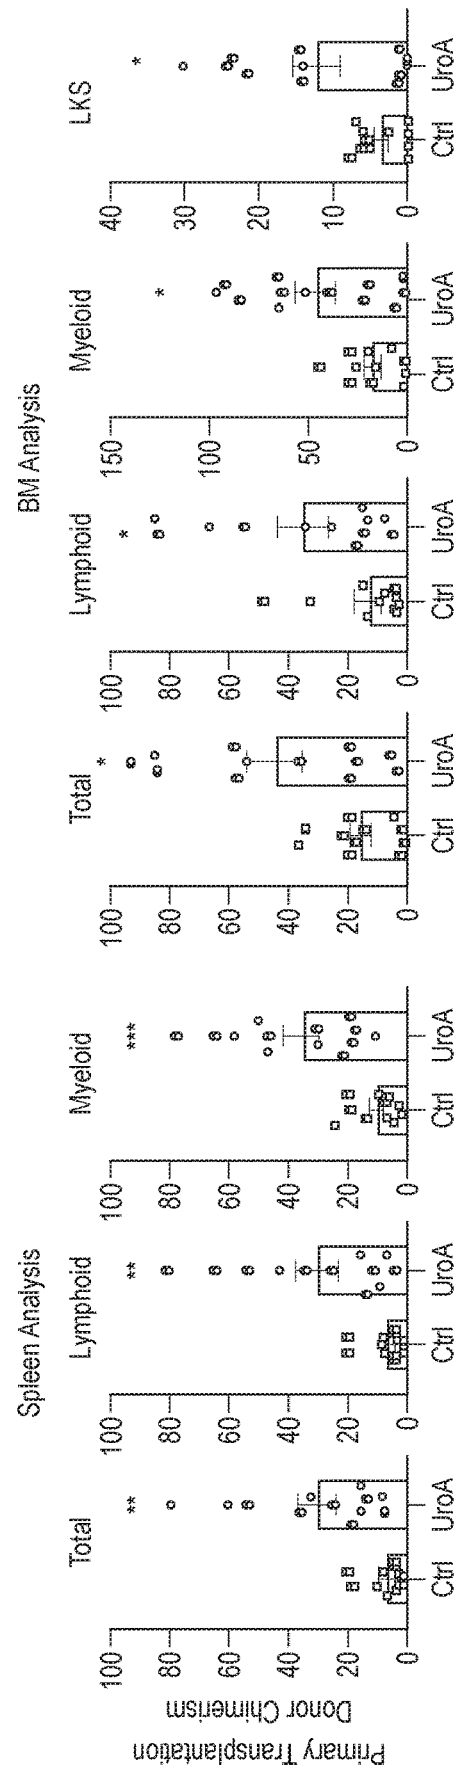 Primary Transplantation
Donor Chimerism
Spleen Analysis
Total
**
100
80
60
40
20
0
Ctrl UroA
Lymphoid
**
100
80
60
40
20
0
Ctrl UroA
Myeloid
***
100
80
60
40
20
0
Ctrl UroA
BM Analysis
Total
*
100
80
60
40
20
0
Ctrl UroA
Lymphoid
*
100
80
60
40
20
0
Ctrl UroA
Myeloid
*
150
100
50
0
Ctrl UroA
LKS
*
40
30
20
10
0
Ctrl UroA